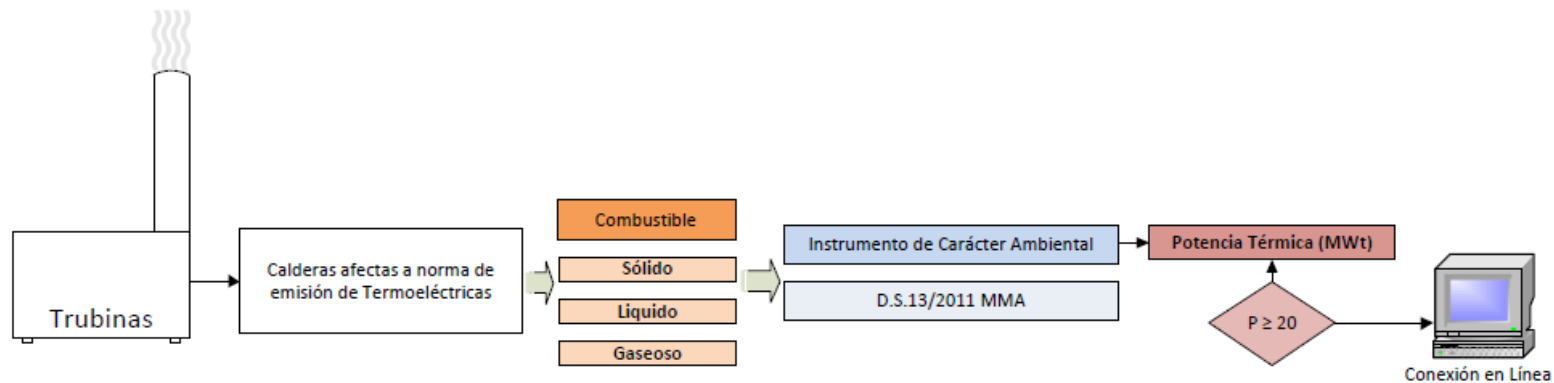 Trubinas
Calderas afectas a norma de
emisión de Termoeléctricas
Combustible
Sólido
Liquido
Gaseoso
Instrumento de Carácter Ambiental
D.S.13/2011 MMA
Potencia Térmica (MWt)
P ≥ 20
Conexión en Línea